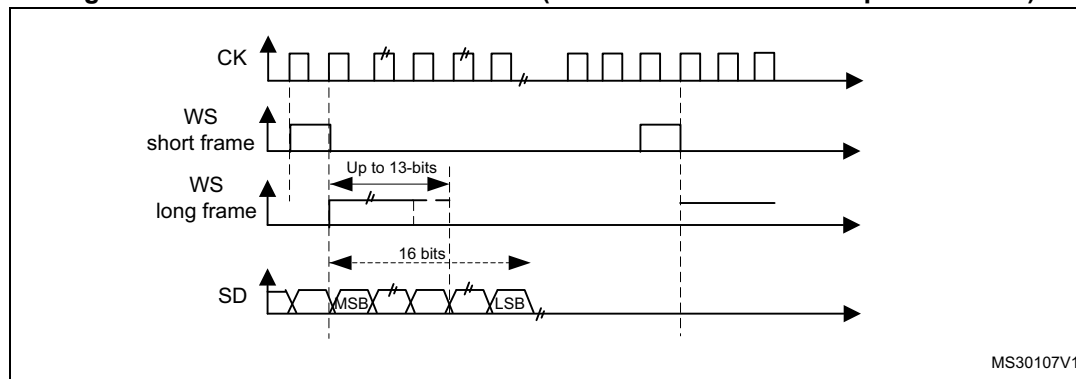 CK
WS
short frame
Up to 13-bits
WS
long frame
16 bits
SD
MSB
LSB
MS30107V1